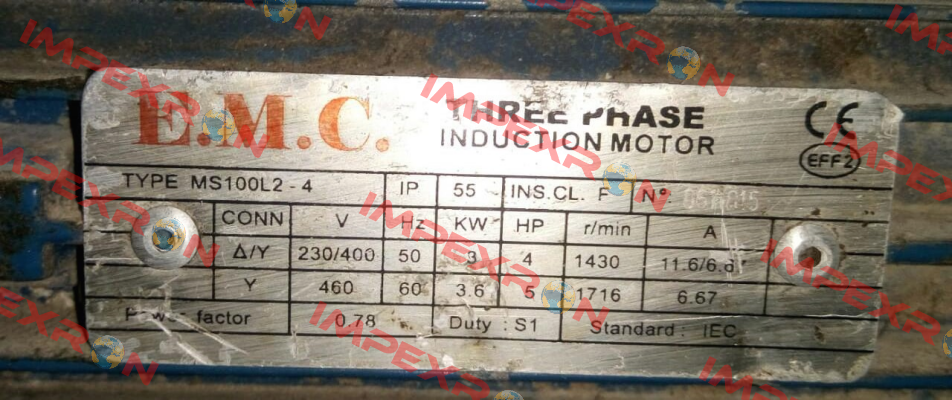 E.M.C. THREE PHASE
INDUCTION MOTOR
CE
EFF2
TYPE MS100L2-4 IP 55 INS.CL. F Nº
CONN V Hz KW HP r/min A
Δ/Y 230/400 50 3 4 1430
Y 460 60 3.6 5 1716 6.67
Power factor 0.78 Duty : S1 Standard : IEC
IMPEXRON